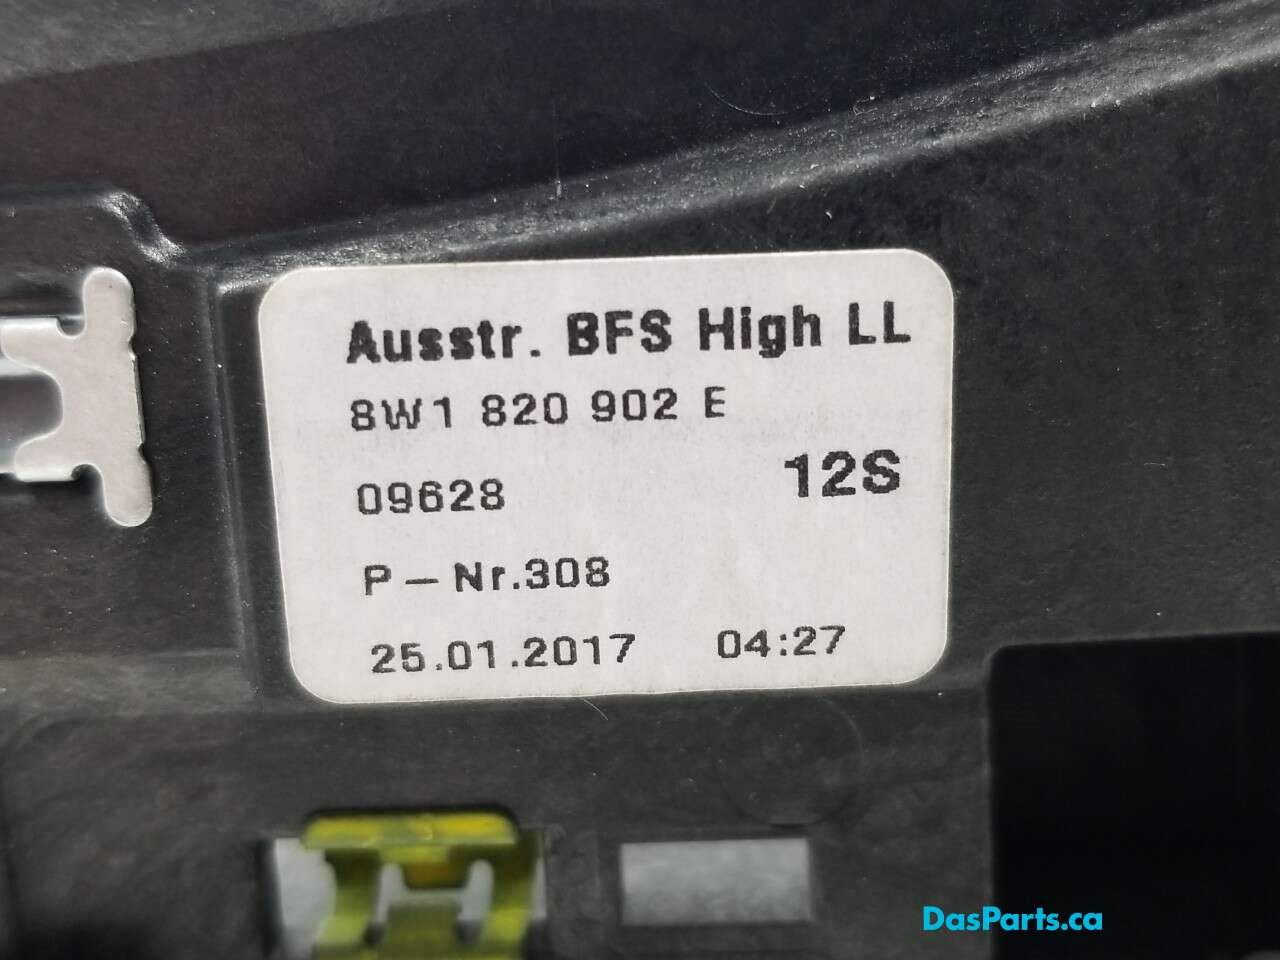 Ausstr. BFS High LL
8W1 820 902 E
09628 12S
P - Nr.308
25.01.2017 04:27
DasParts.ca